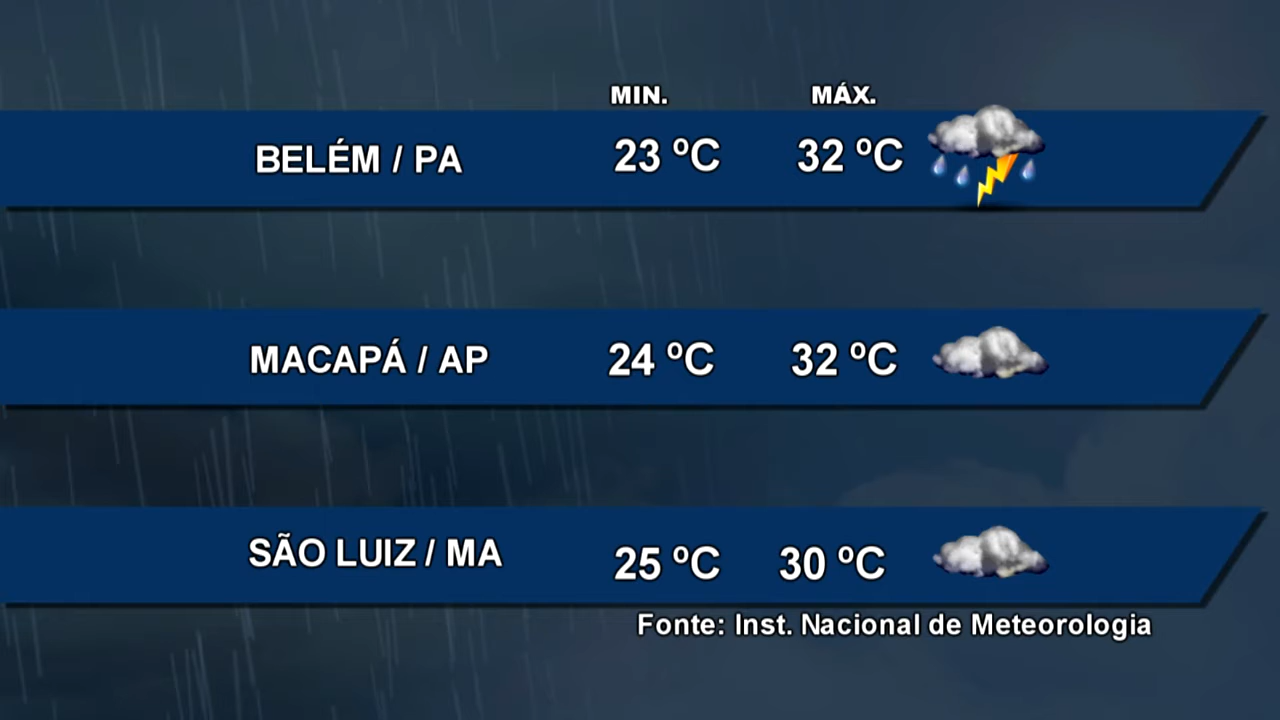 MIN. MÁX.
BELÉM / PA 23 ºC 32 ºC
MACAPÁ / AP 24 ºC 32 ºC
SÃO LUIZ / MA 25 ºC 30 ºC
Fonte: Inst. Nacional de Meteorologia